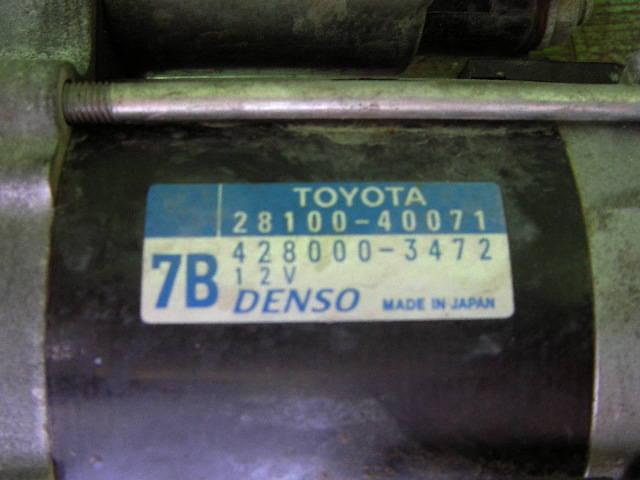 TOYOTA
28100-40071
428000-3472
7B
12V
DENSO MADE IN JAPAN